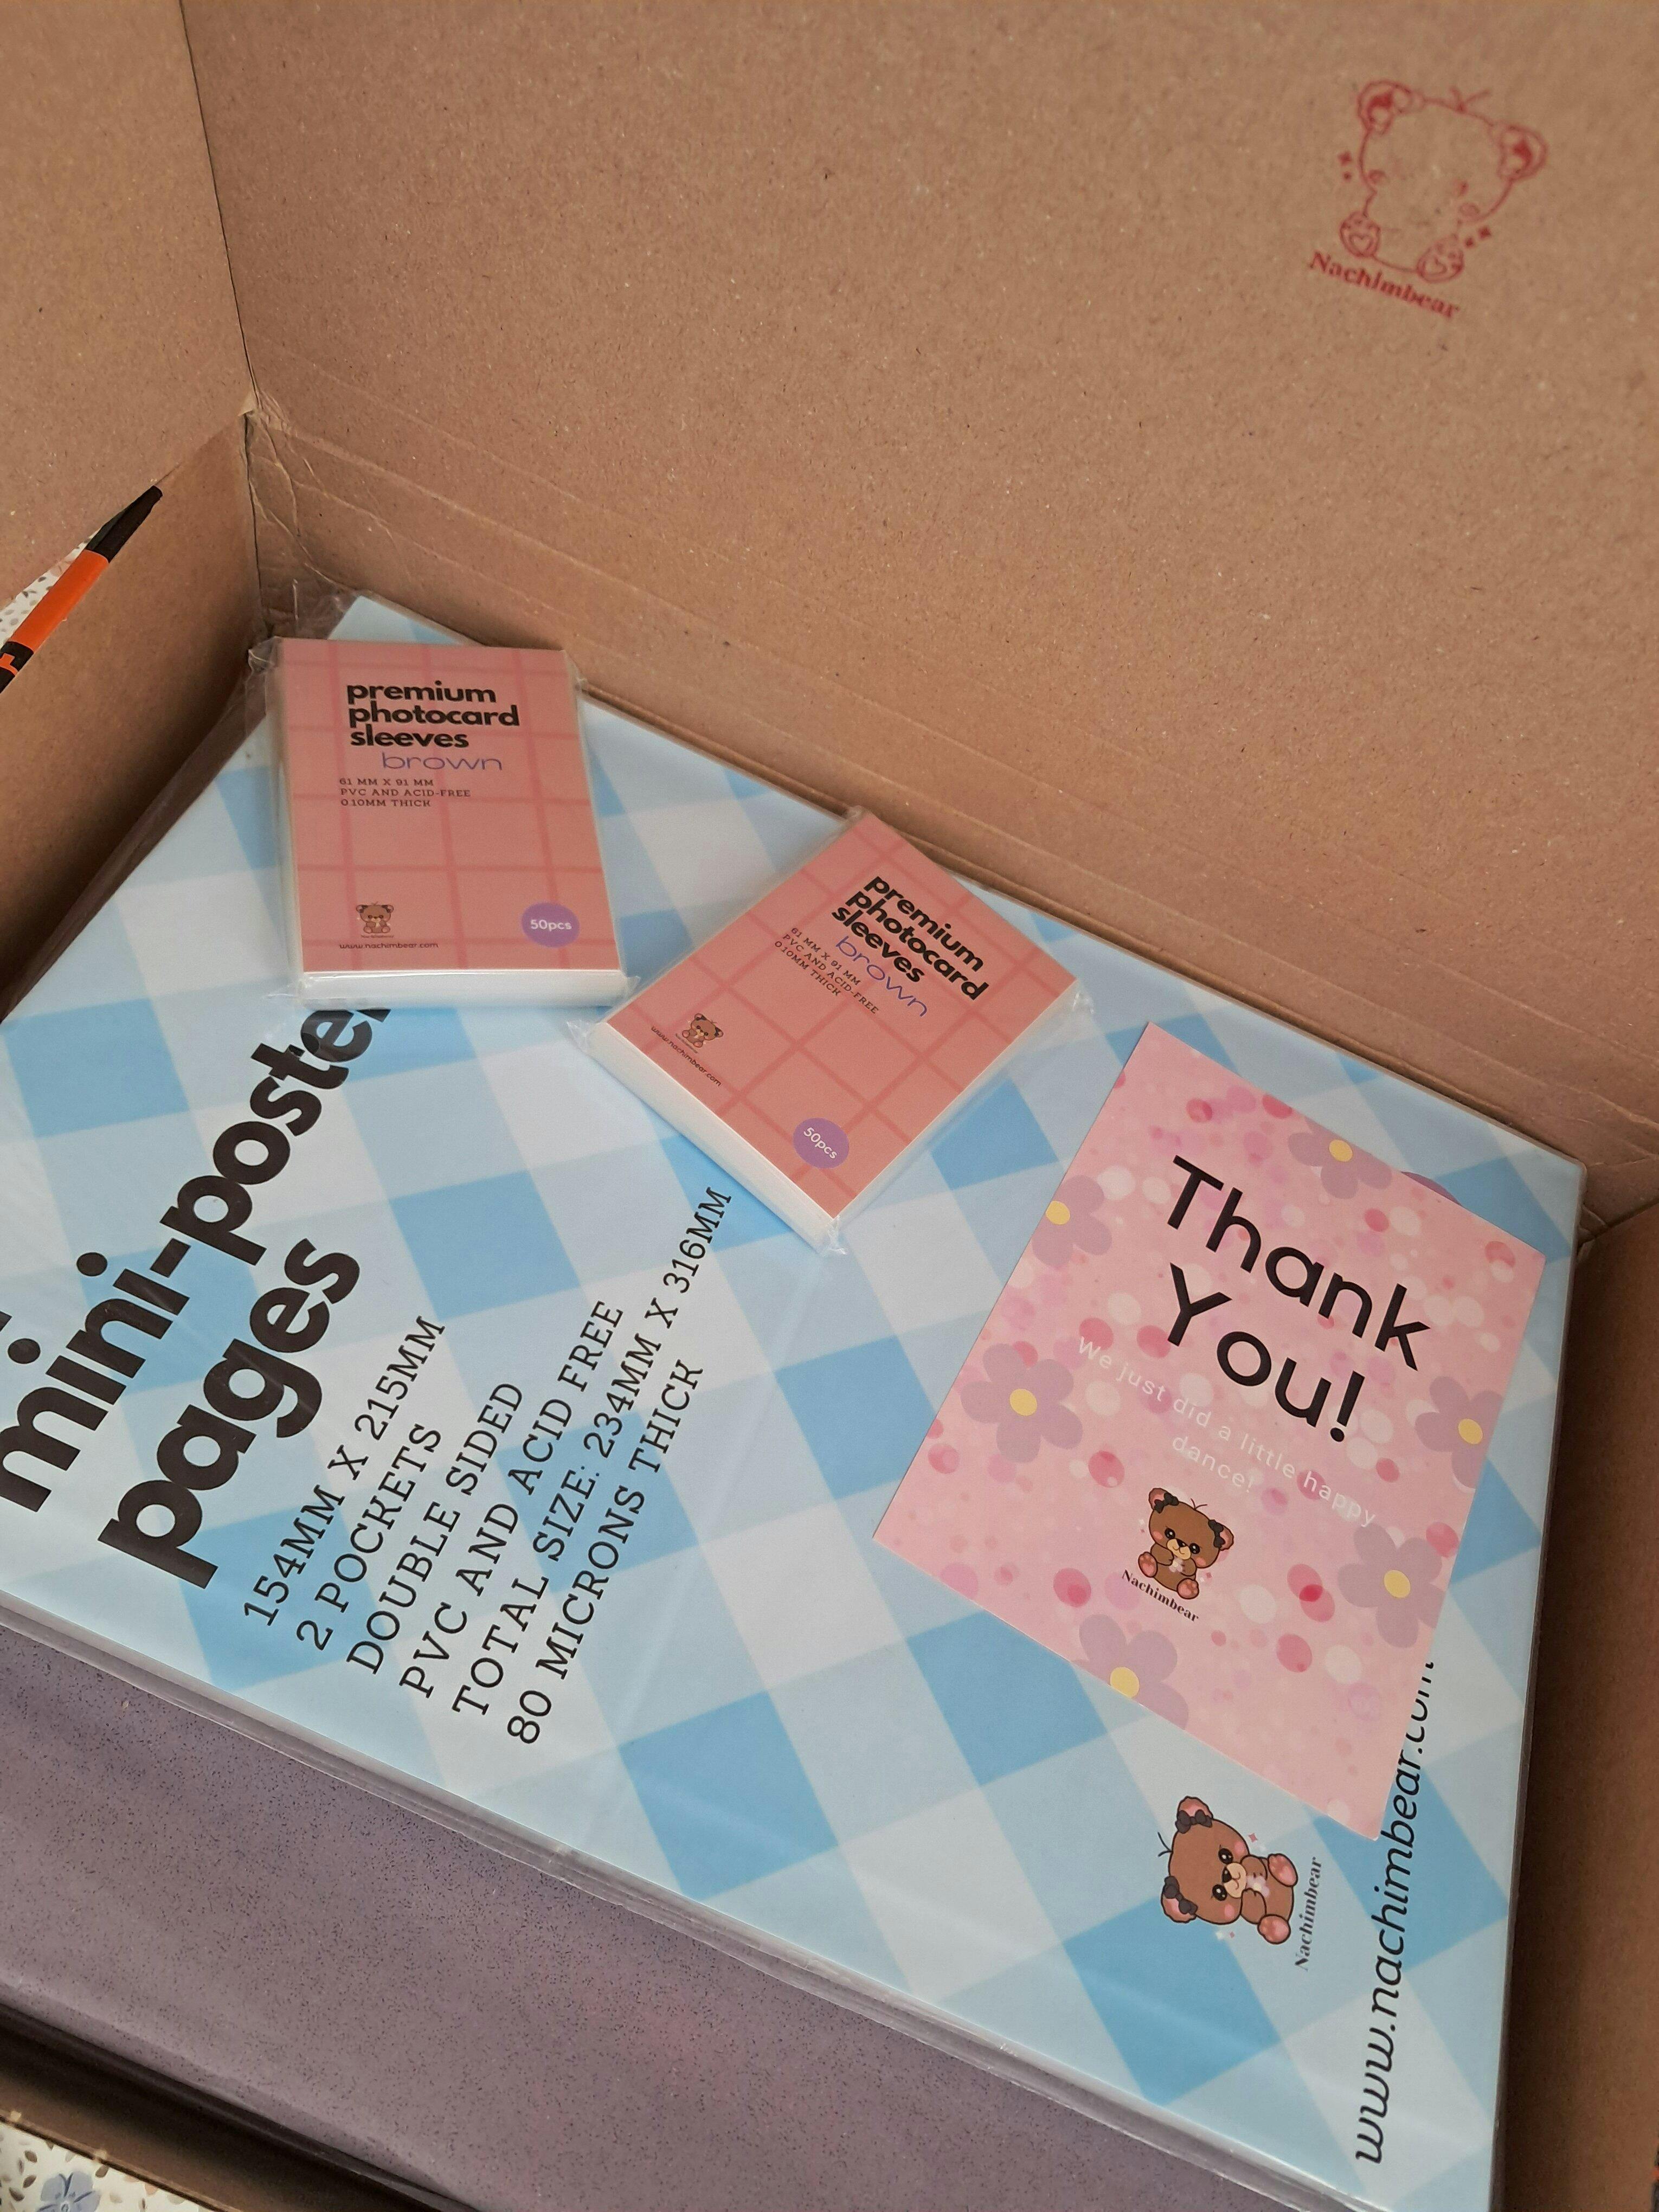 Nachimbear
premium
photocard
sleeves
brown
61 MM X 91 MM
PVC AND ACID-FREE
0.10MM THICK
50pcs
www.nachimbear.com
premium
photocard
sleeves
brown
61 MM X 91 MM
PVC AND ACID-FREE
0.10MM THICK
www.nachimbear.com
50pcs
mini-poster
pages
154MM X 215MM
2 POCKETS
DOUBLE SIDED
PVC AND ACID FREE
TOTAL SIZE: 234MM X 316MM
80 MICRONS THICK
Thank
You!
We just did a little happy
dance!
Nachimbear
Nachimbear
www.nachimbear.com